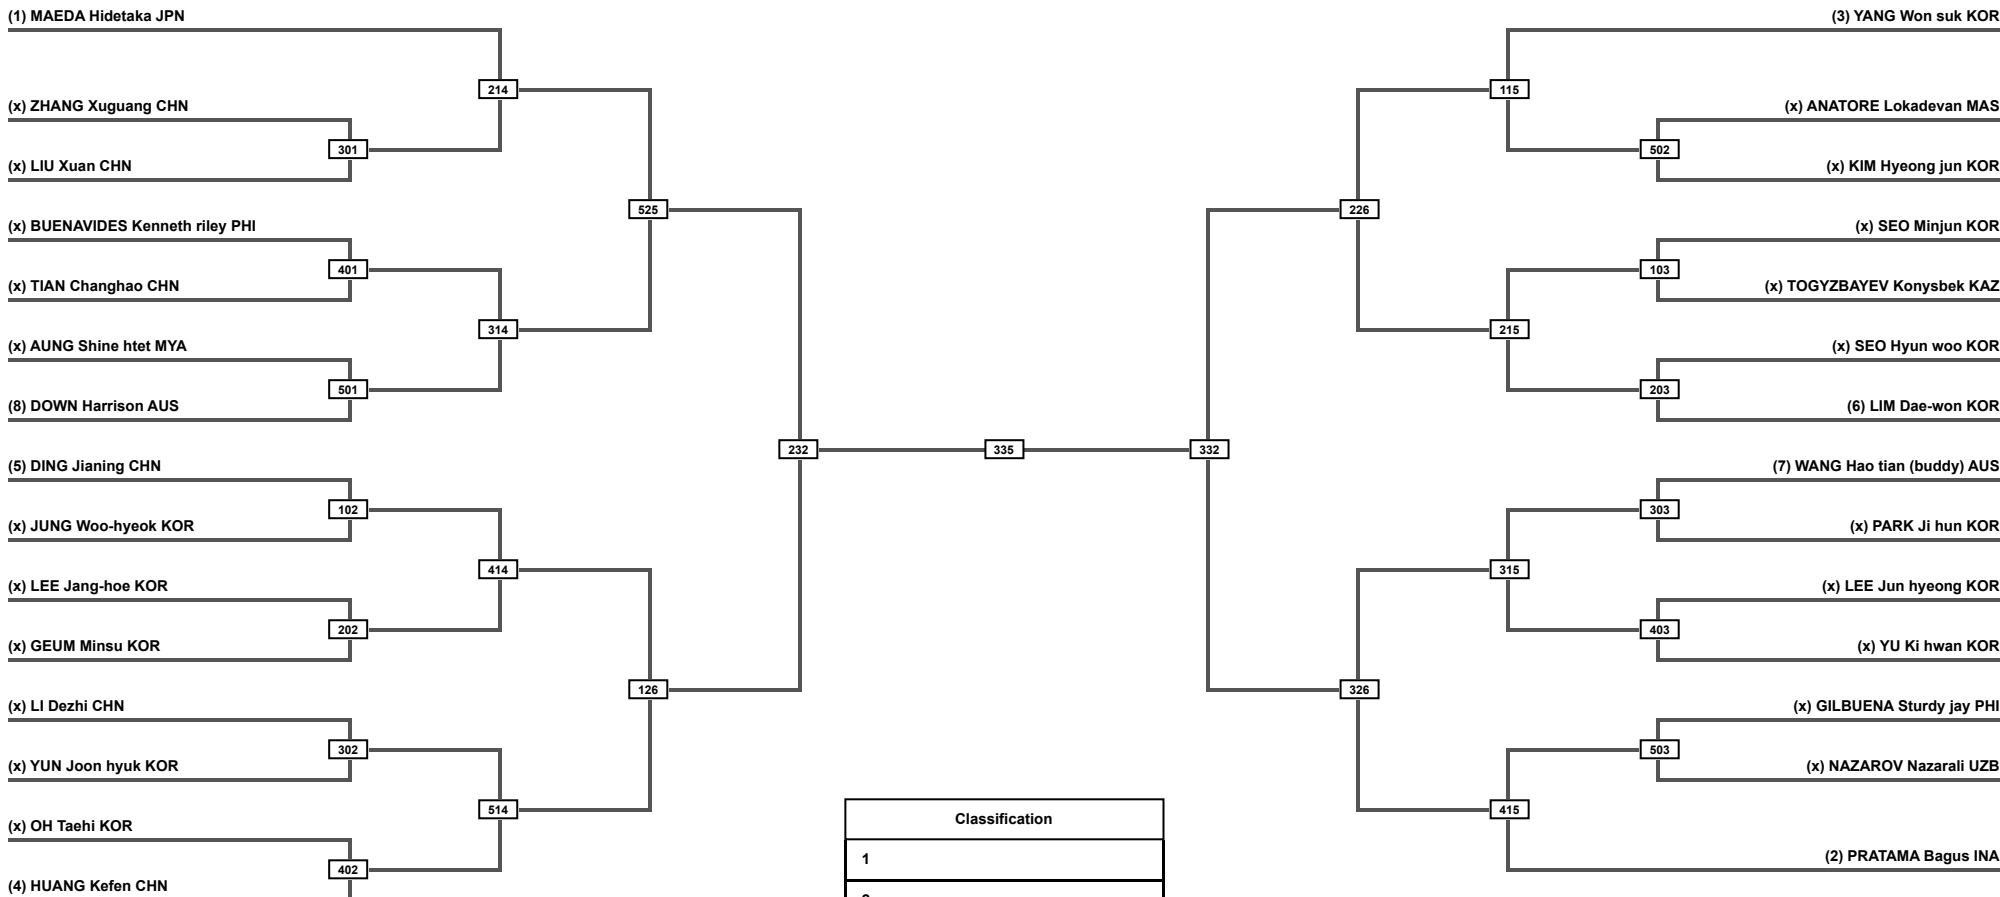 (1) MAEDA Hidetaka JPN
(x) ZHANG Xuguang CHN
(x) LIU Xuan CHN
(x) BUENAVIDES Kenneth riley PHI
(x) TIAN Changhao CHN
(x) AUNG Shine htet MYA
(8) DOWN Harrison AUS
(5) DING Jianing CHN
(x) JUNG Woo-hyeok KOR
(x) LEE Jang-hoe KOR
(x) GEUM Minsu KOR
(x) LI Dezhi CHN
(x) YUN Joon hyuk KOR
(x) OH Taehi KOR
(4) HUANG Kefen CHN
301
401
501
102
202
302
402
214
314
414
514
525
126
232
335
332
226
326
115
215
315
415
502
103
203
303
403
503
(3) YANG Won suk KOR
(x) ANATORE Lokadevan MAS
(x) KIM Hyeong jun KOR
(x) SEO Minjun KOR
(x) TOGYZBAYEV Konysbek KAZ
(x) SEO Hyun woo KOR
(6) LIM Dae-won KOR
(7) WANG Hao tian (buddy) AUS
(x) PARK Ji hun KOR
(x) LEE Jun hyeong KOR
(x) YU Ki hwan KOR
(x) GILBUENA Sturdy jay PHI
(x) NAZAROV Nazarali UZB
(2) PRATAMA Bagus INA
Classification
1